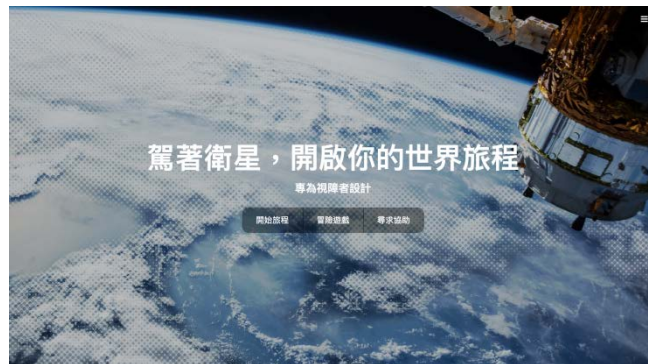 駕著衛星，開啟你的世界旅程
專為視障者設計
開始旅程
冒險遊戲
尋求協助